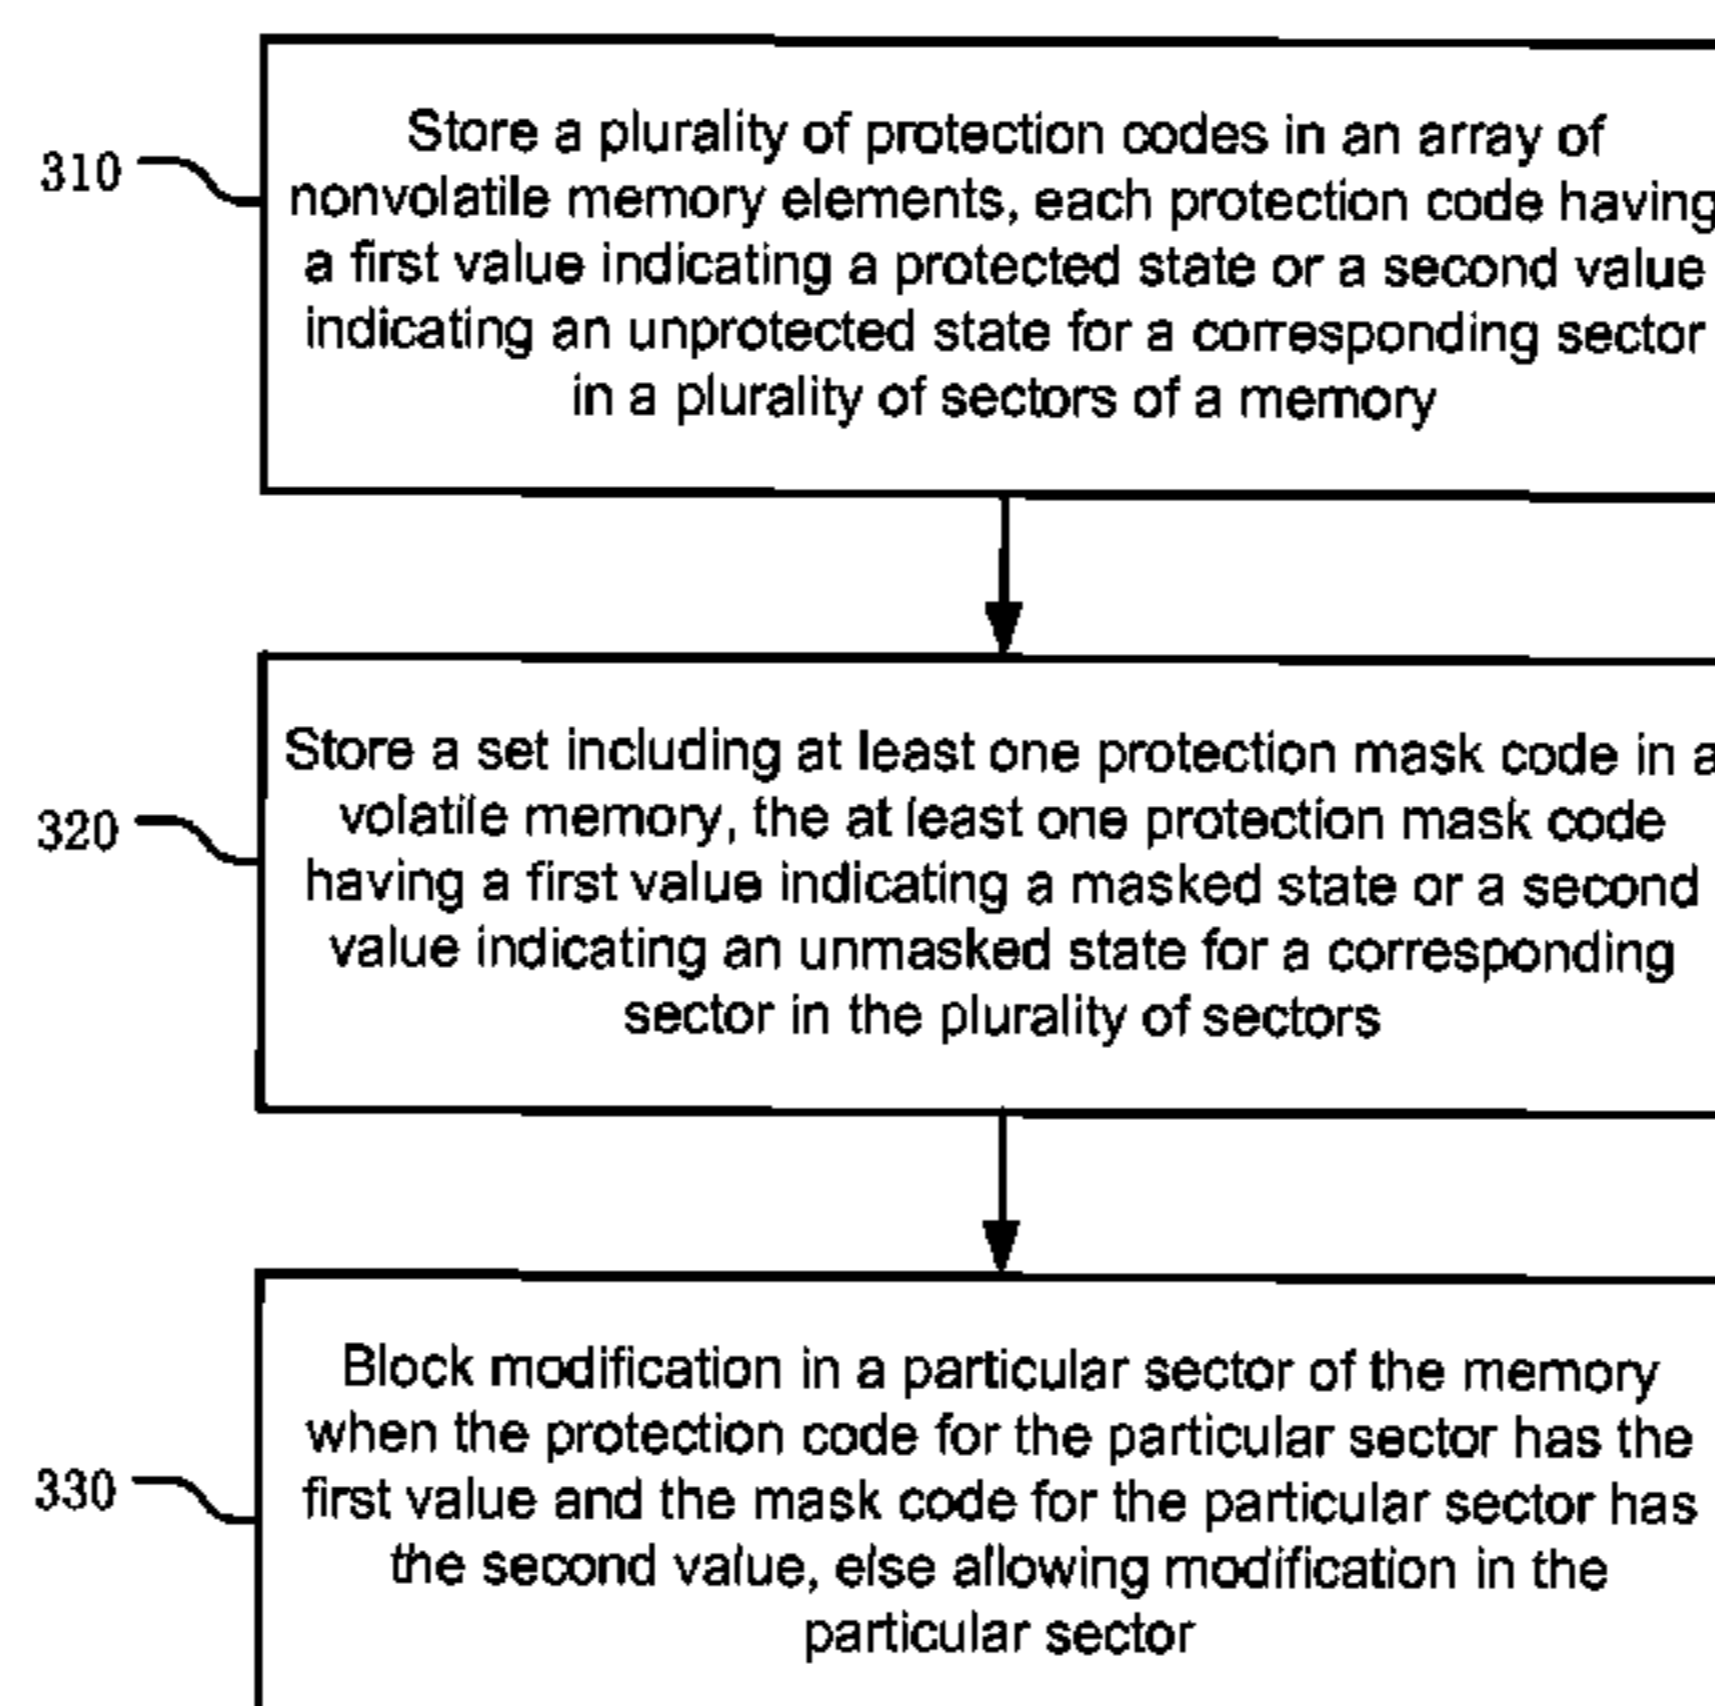 310
Store a plurality of protection codes in an array of
nonvolatile memory elements, each protection code having
a first value indicating a protected state or a second value
indicating an unprotected state for a corresponding sector
in a plurality of sectors of a memory
320
Store a set including at least one protection mask code in a
volatile memory, the at least one protection mask code
having a first value indicating a masked state or a second
value indicating an unmasked state for a corresponding
sector in the plurality of sectors
330
Block modification in a particular sector of the memory
when the protection code for the particular sector has the
first value and the mask code for the particular sector has
the second value, else allowing modification in the
particular sector